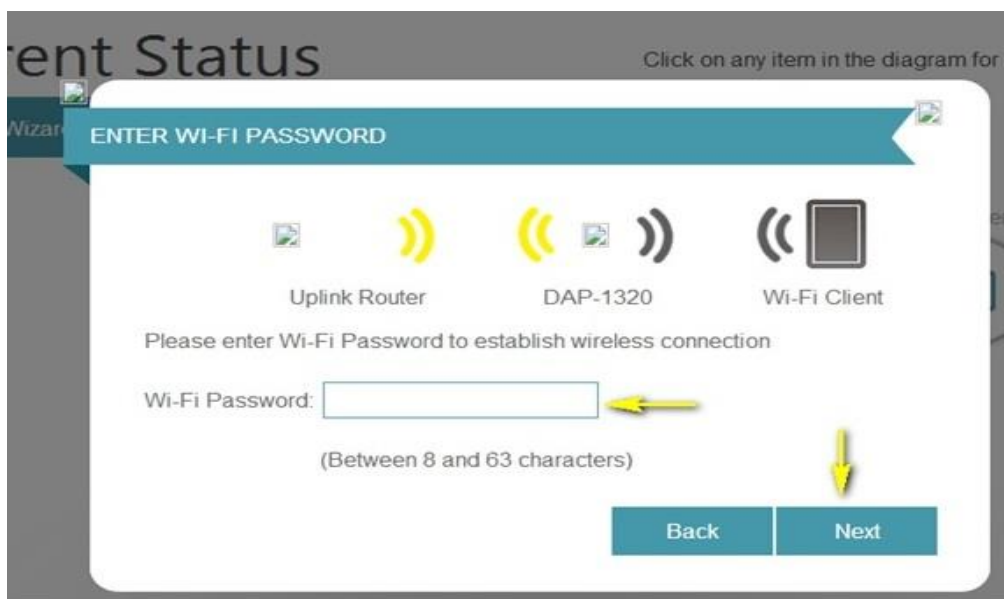 rent Status
Click on any item in the diagram for
Wizar
ENTER WI-FI PASSWORD
Uplink Router
DAP-1320
Wi-Fi Client
Please enter Wi-Fi Password to establish wireless connection
Wi-Fi Password:
(Between 8 and 63 characters)
Back
Next